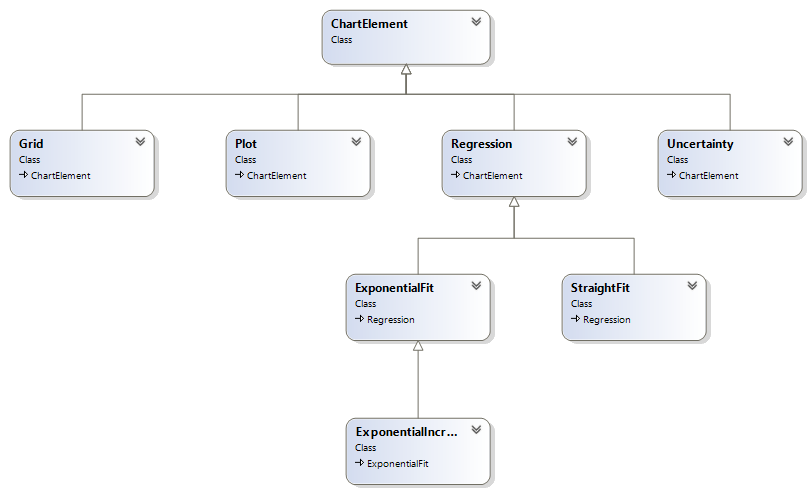 ChartElement
Class
Grid
Class
ChartElement
Plot
Class
ChartElement
Regression
Class
ChartElement
Uncertainty
Class
ChartElement
ExponentialFit
Class
Regression
StraightFit
Class
Regression
ExponentialIncr...
Class
ExponentialFit